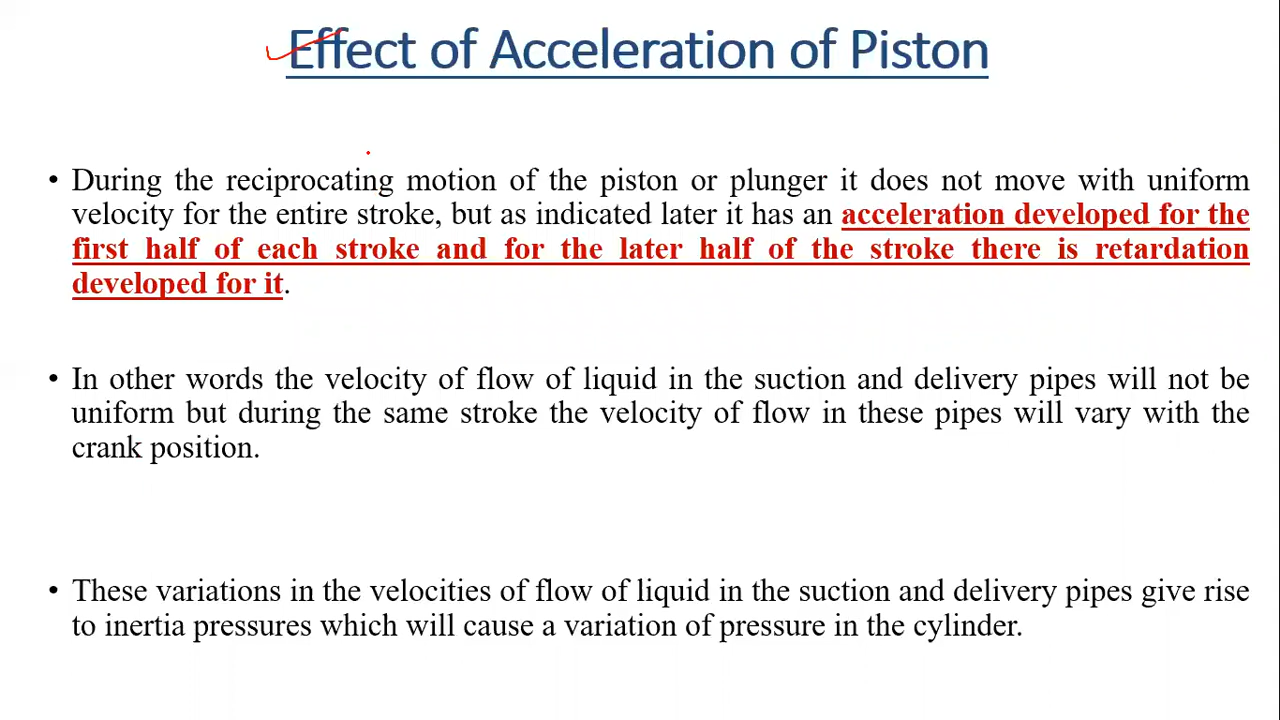 Effect of Acceleration of Piston
• During the reciprocating motion of the piston or plunger it does not move with uniform
velocity for the entire stroke, but as indicated later it has an acceleration developed for the
first half of each stroke and for the later half of the stroke there is retardation
developed for it.
• In other words the velocity of flow of liquid in the suction and delivery pipes will not be
uniform but during the same stroke the velocity of flow in these pipes will vary with the
crank position.
• These variations in the velocities of flow of liquid in the suction and delivery pipes give rise
to inertia pressures which will cause a variation of pressure in the cylinder.